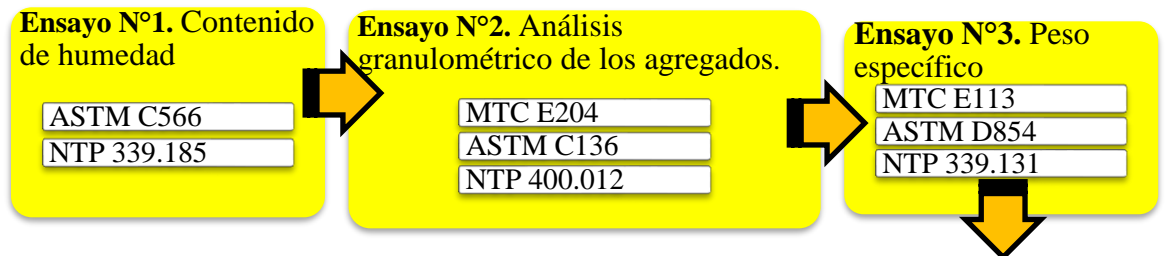 Ensayo N°1. Contenido
de humedad
ASTM C566
NTP 339.185
Ensayo N°2. Análisis
granulométrico de los agregados.
MTC E204
ASTM C136
NTP 400.012
Ensayo N°3. Peso
específico
MTC E113
ASTM D854
NTP 339.131